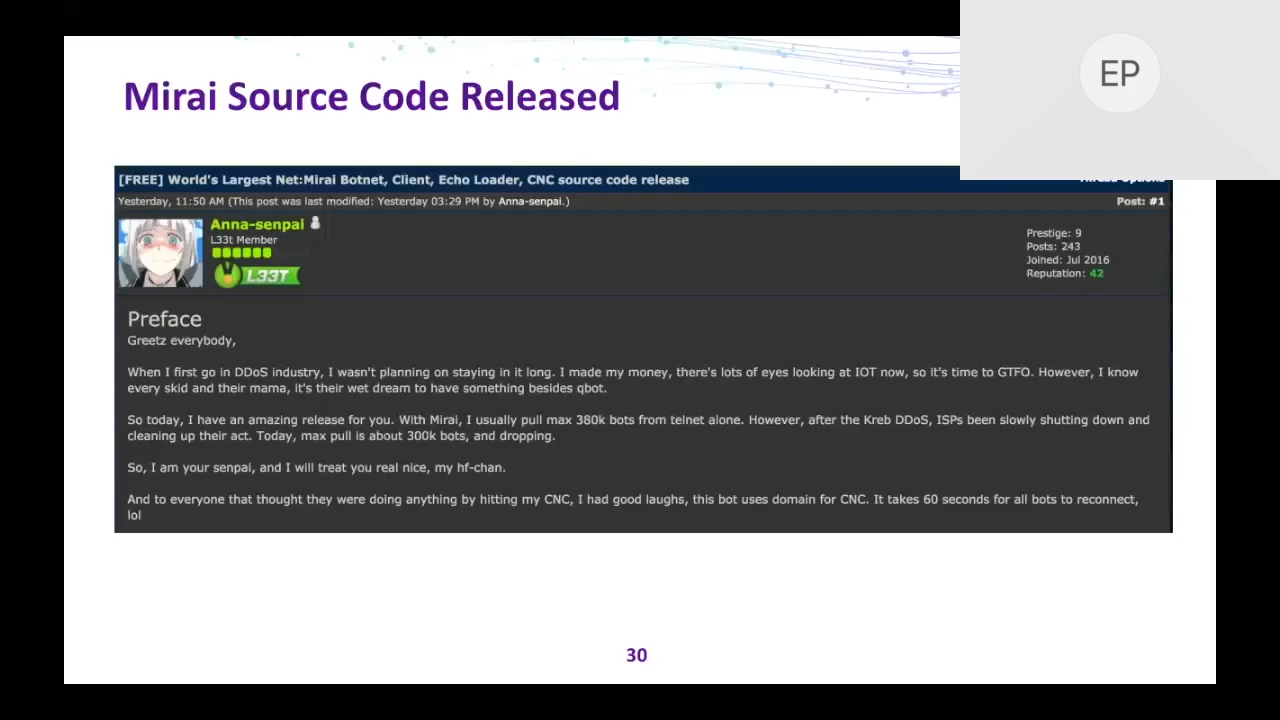 EP
Mirai Source Code Released
[FREE] World's Largest Net:Mirai Botnet, Client, Echo Loader, CNC source code release
Thread Options
Yesterday, 11:50 AM (This post was last modified: Yesterday 03:29 PM by Anna-senpai.)
Post: #1
Anna-senpai
L33t Member
L33T
Prestige: 9
Posts: 243
Joined: Jul 2016
Reputation: 42
Preface
Greetz everybody,
When I first go in DDoS industry, I wasn't planning on staying in it long. I made my money, there's lots of eyes looking at IOT now, so it's time to GTFO. However, I know
every skid and their mama, it's their wet dream to have something besides qbot.
So today, I have an amazing release for you. With Mirai, I usually pull max 380k bots from telnet alone. However, after the Kreb DDoS, ISPs been slowly shutting down and
cleaning up their act. Today, max pull is about 300k bots, and dropping.
So, I am your senpai, and I will treat you real nice, my hf-chan.
And to everyone that thought they were doing anything by hitting my CNC, I had good laughs, this bot uses domain for CNC. It takes 60 seconds for all bots to reconnect,
lol
30